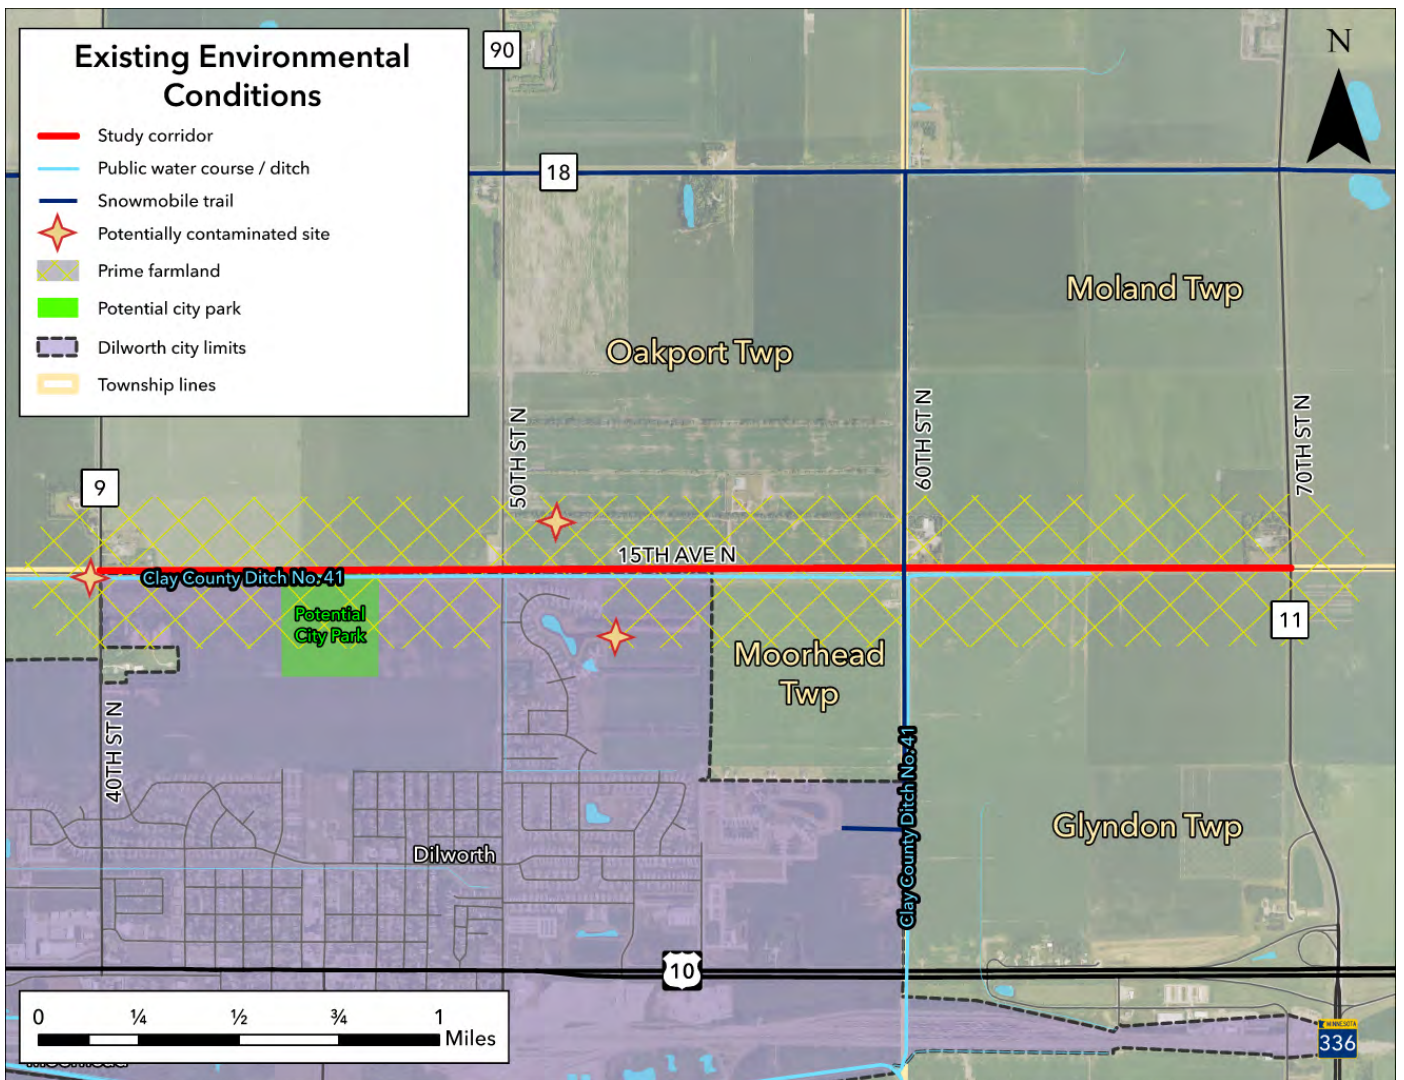 Existing Environmental
Conditions
Study corridor
Public water course / ditch
Snowmobile trail
Potentially contaminated site
Prime farmland
Potential city park
Dilworth city limits
Township lines
90
N
18
Moland Twp
Oakport Twp
50TH ST N
60TH ST N
70TH ST N
9
15TH AVE N
Clay County Ditch No. 41
Potential
City Park
11
Moorhead
Twp
40TH ST N
Clay County Ditch No. 41
Glyndon Twp
Dilworth
10
0 ¼ ½ ¾ 1
Miles
MINNESOTA
336
Moorhead